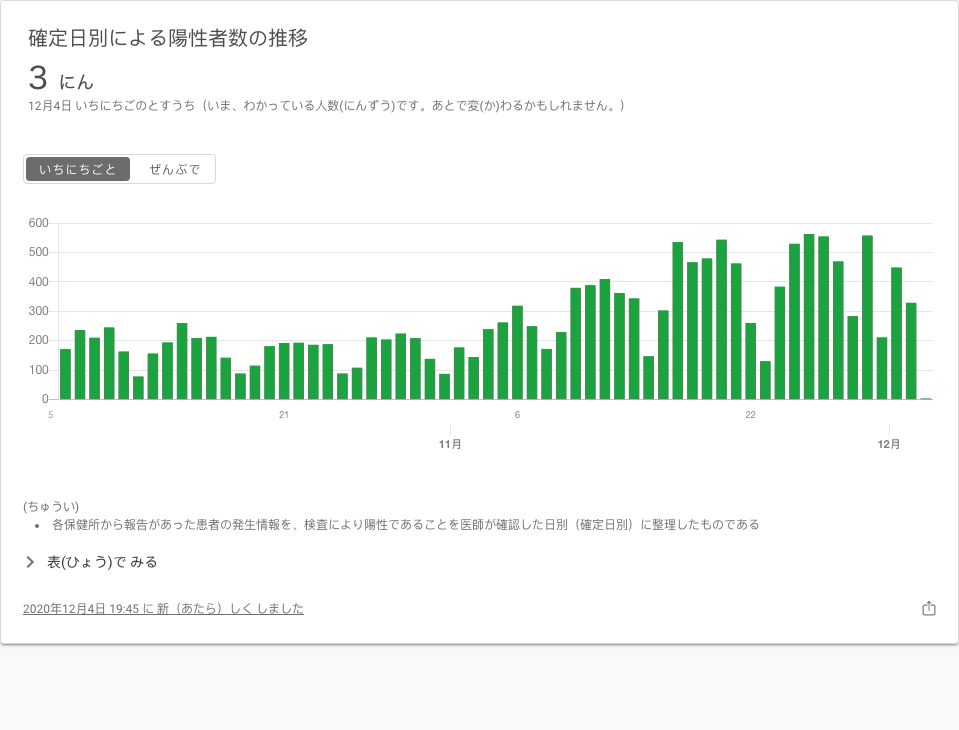 確定日別による陽性者数の推移
3 にん
12月4日 いちにちごのとすうち（いま、わかっている人数(にんずう)です。あとで変(か)わるかもしれません。）
いちにちごと ぜんぶで
600
500
400
300
200
100
0
5 21 6 22
11月 12月
(ちゅうい)
• 各保健所から報告があった患者の発生情報を、検査により陽性であることを医師が確認した日別（確定日別）に整理したものである
表(ひょう)で みる
2020年12月4日 19:45 に 新（あたら）しく しました